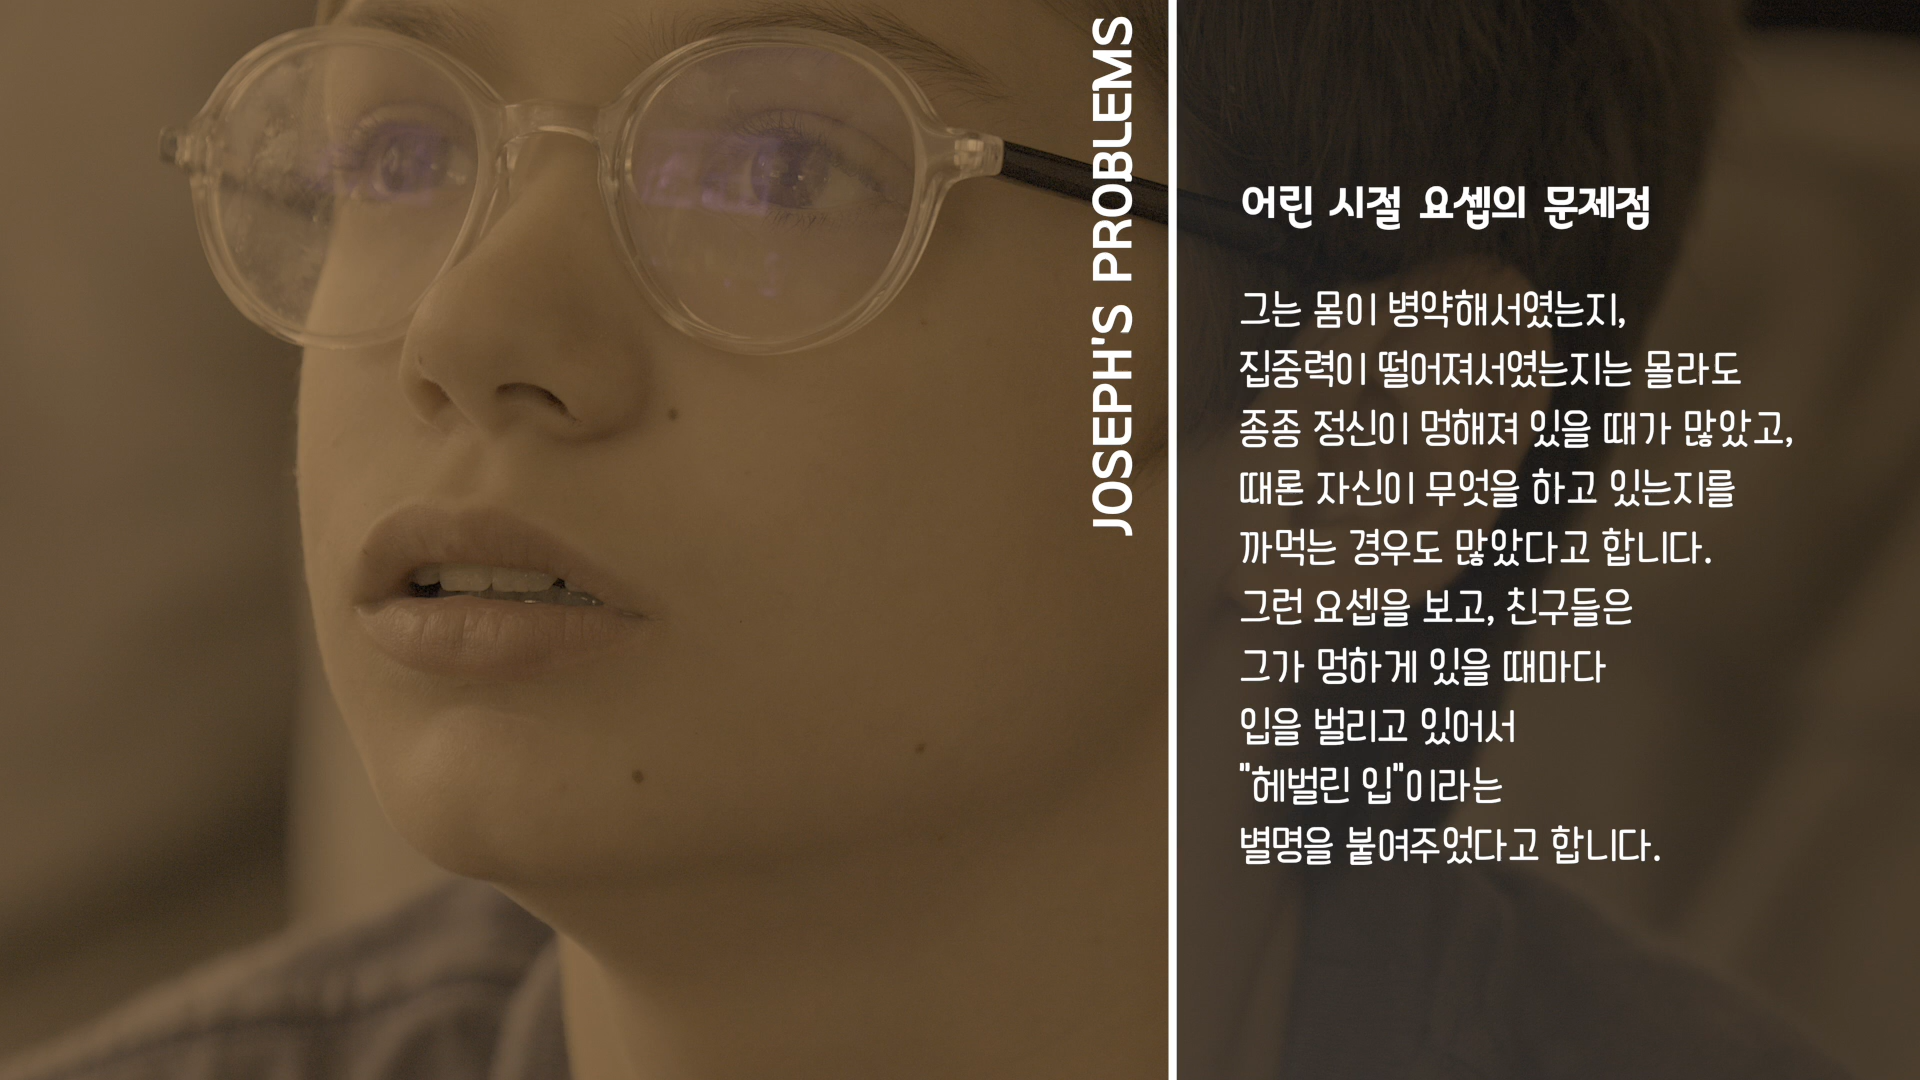 JOSEPH'S PROBLEMS
어린 시절 요셉의 문제점
그는 몸이 병약해서였는지,
집중력이 떨어져서였는지는 몰라도
종종 정신이 멍해져 있을 때가 많았고,
때론 자신이 무엇을 하고 있는지를
까먹는 경우도 많았다고 합니다.
그런 요셉을 보고, 친구들은
그가 멍하게 있을 때마다
입을 벌리고 있어서
"헤벌린 입"이라는
별명을 붙여주었다고 합니다.